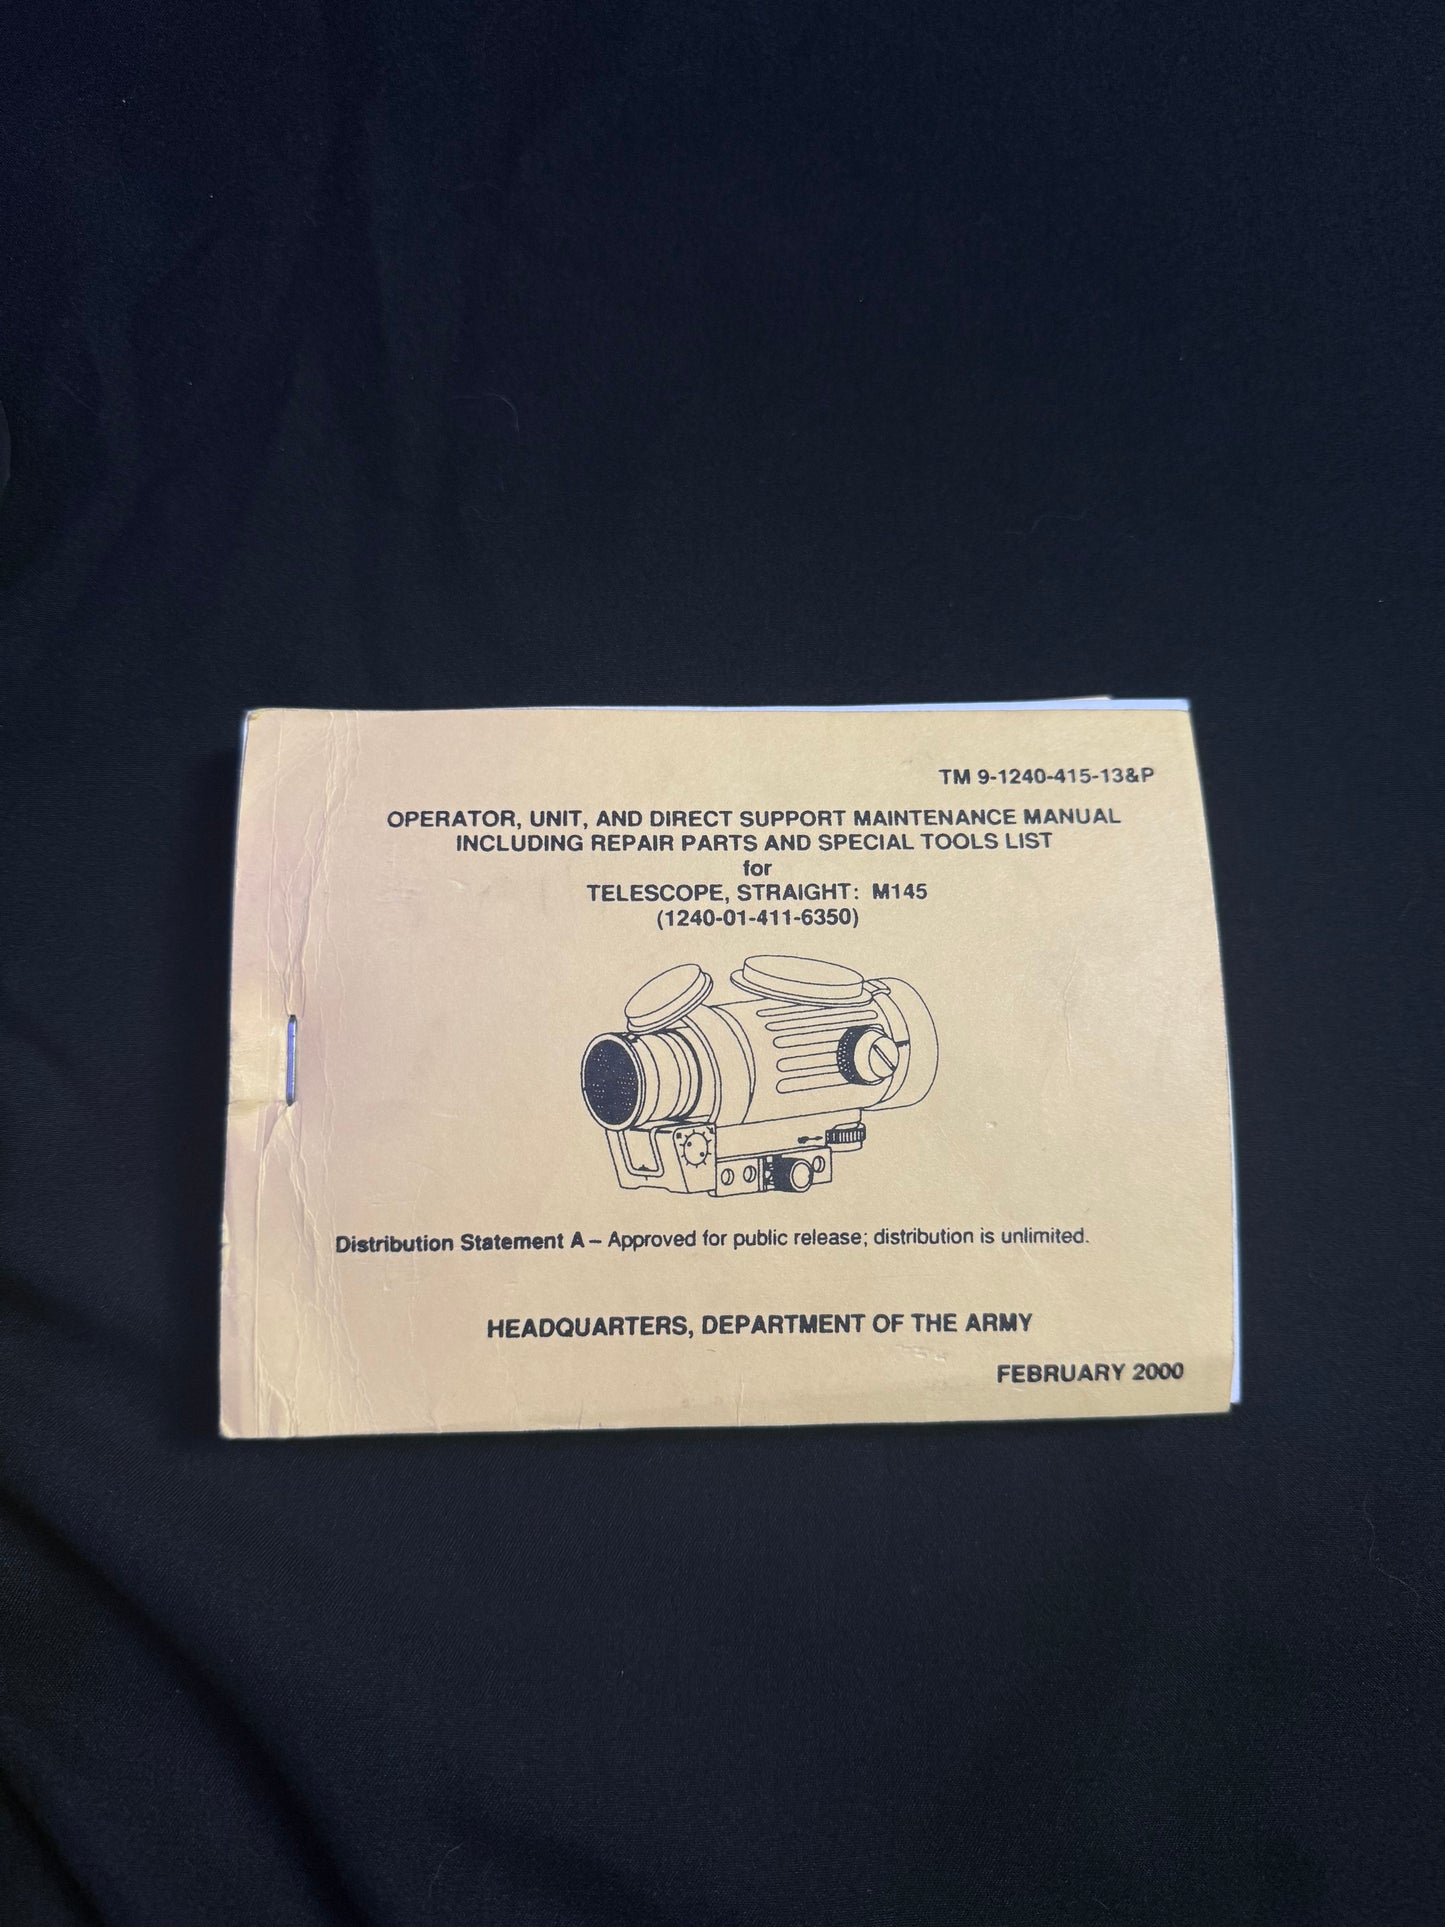 TM 9-1240-415-13&P
OPERATOR, UNIT, AND DIRECT SUPPORT MAINTENANCE MANUAL
INCLUDING REPAIR PARTS AND SPECIAL TOOLS LIST
for
TELESCOPE, STRAIGHT: M145
(1240-01-411-6350)
Distribution Statement A – Approved for public release; distribution is unlimited.
HEADQUARTERS, DEPARTMENT OF THE ARMY
FEBRUARY 2000